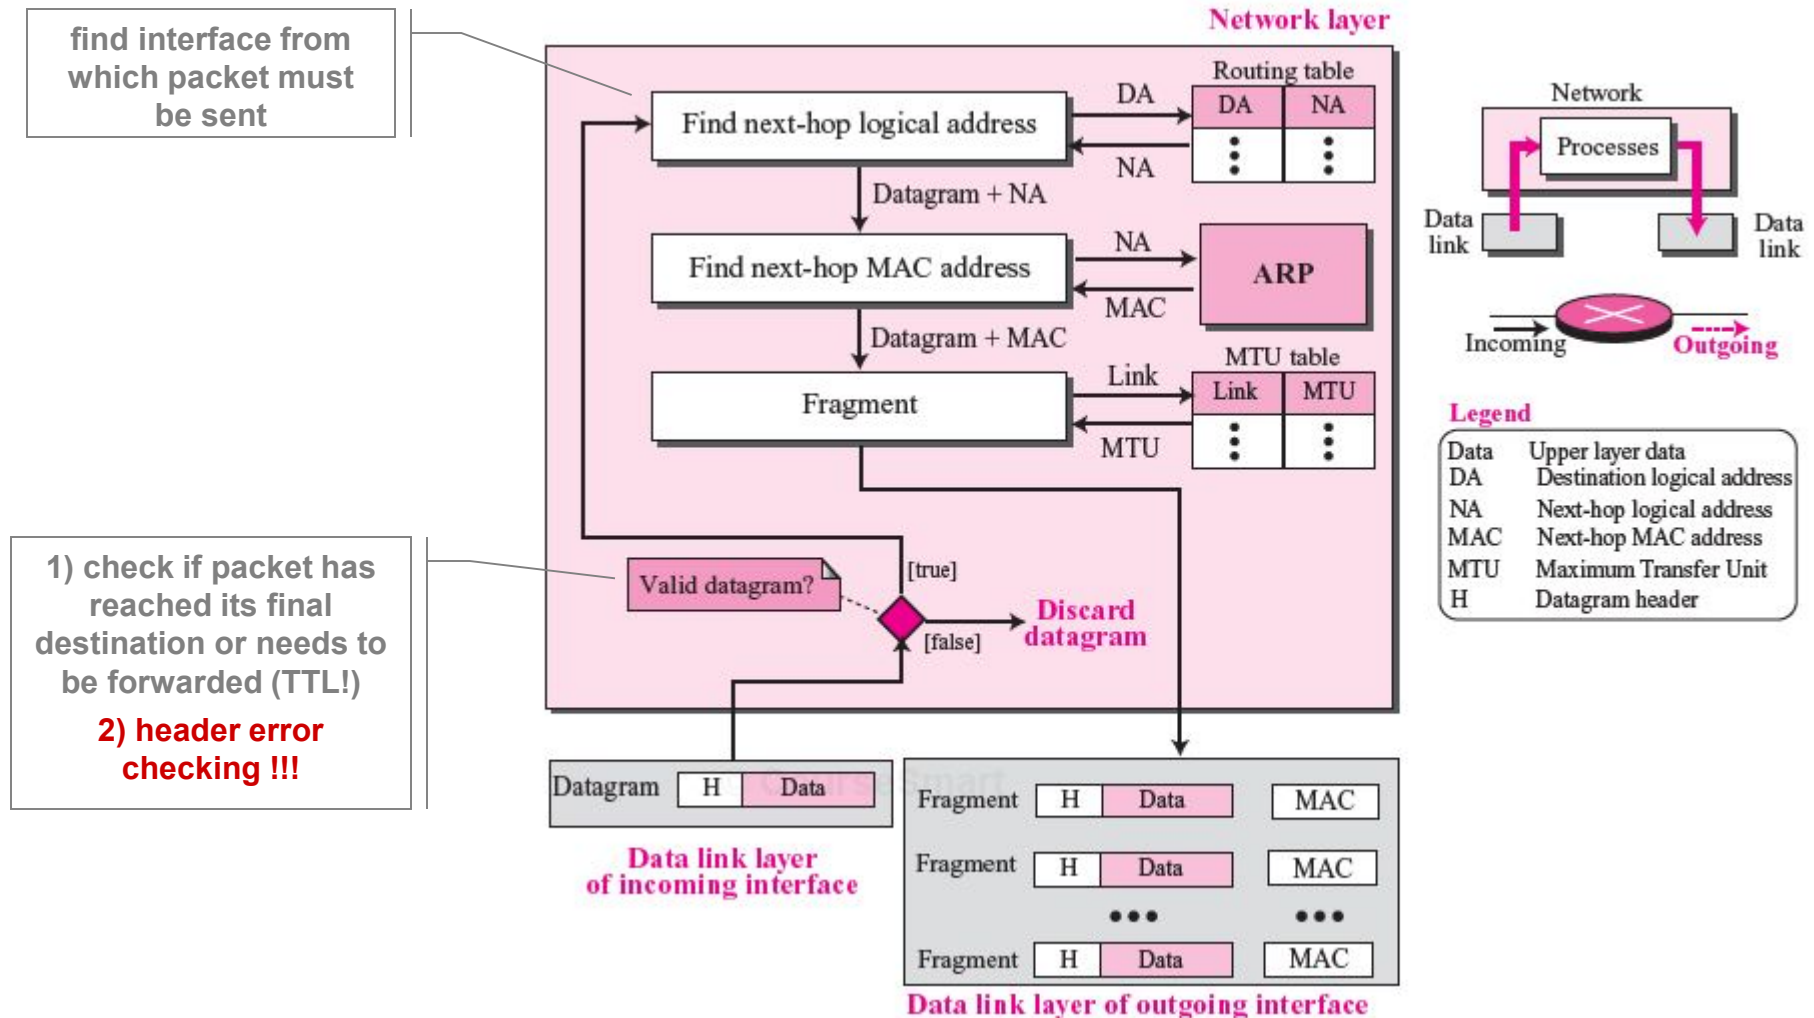 find interface from
which packet must
be sent
Network layer
Find next-hop logical address
DA
NA
Routing table
DA NA
Datagram + NA
Find next-hop MAC address
NA
MAC
ARP
Datagram + MAC
Fragment
Link
MTU
MTU table
Link MTU
1) check if packet has
reached its final
destination or needs to
be forwarded (TTL!)
2) header error
checking !!!
Valid datagram?
[true]
[false]
Discard
datagram
Datagram H Data
Data link layer
of incoming interface
CourseSmart
Fragment H Data MAC
Fragment H Data MAC
Fragment H Data MAC
Data link layer of outgoing interface
Network
Processes
Data
link
Data
link
Incoming
Outgoing
Legend
Data Upper layer data
DA Destination logical address
NA Next-hop logical address
MAC Next-hop MAC address
MTU Maximum Transfer Unit
H Datagram header